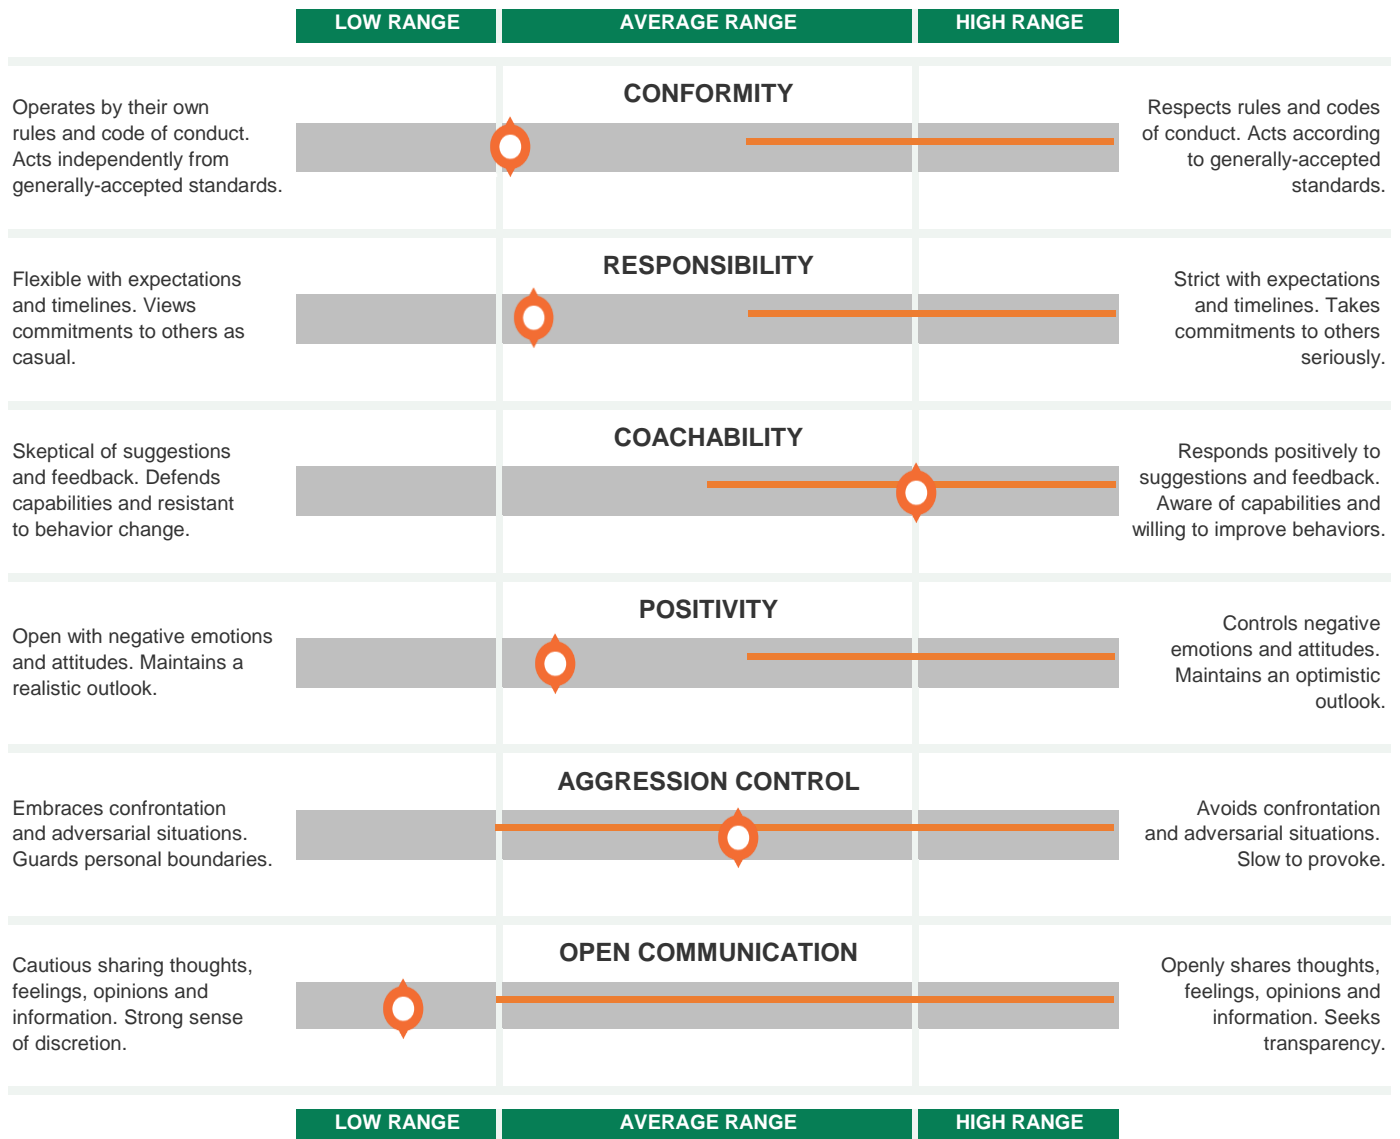 LOW RANGE
AVERAGE RANGE
HIGH RANGE
CONFORMITY
Operates by their own
rules and code of conduct.
Acts independently from
generally-accepted standards.
Respects rules and codes
of conduct. Acts according
to generally-accepted
standards.
RESPONSIBILITY
Flexible with expectations
and timelines. Views
commitments to others as
casual.
Strict with expectations
and timelines. Takes
commitments to others
seriously.
COACHABILITY
Skeptical of suggestions
and feedback. Defends
capabilities and resistant
to behavior change.
Responds positively to
suggestions and feedback.
Aware of capabilities and
willing to improve behaviors.
POSITIVITY
Open with negative emotions
and attitudes. Maintains a
realistic outlook.
Controls negative
emotions and attitudes.
Maintains an optimistic
outlook.
AGGRESSION CONTROL
Embraces confrontation
and adversarial situations.
Guards personal boundaries.
Avoids confrontation
and adversarial situations.
Slow to provoke.
OPEN COMMUNICATION
Cautious sharing thoughts,
feelings, opinions and
information. Strong sense
of discretion.
Openly shares thoughts,
feelings, opinions and
information. Seeks
transparency.
LOW RANGE
AVERAGE RANGE
HIGH RANGE